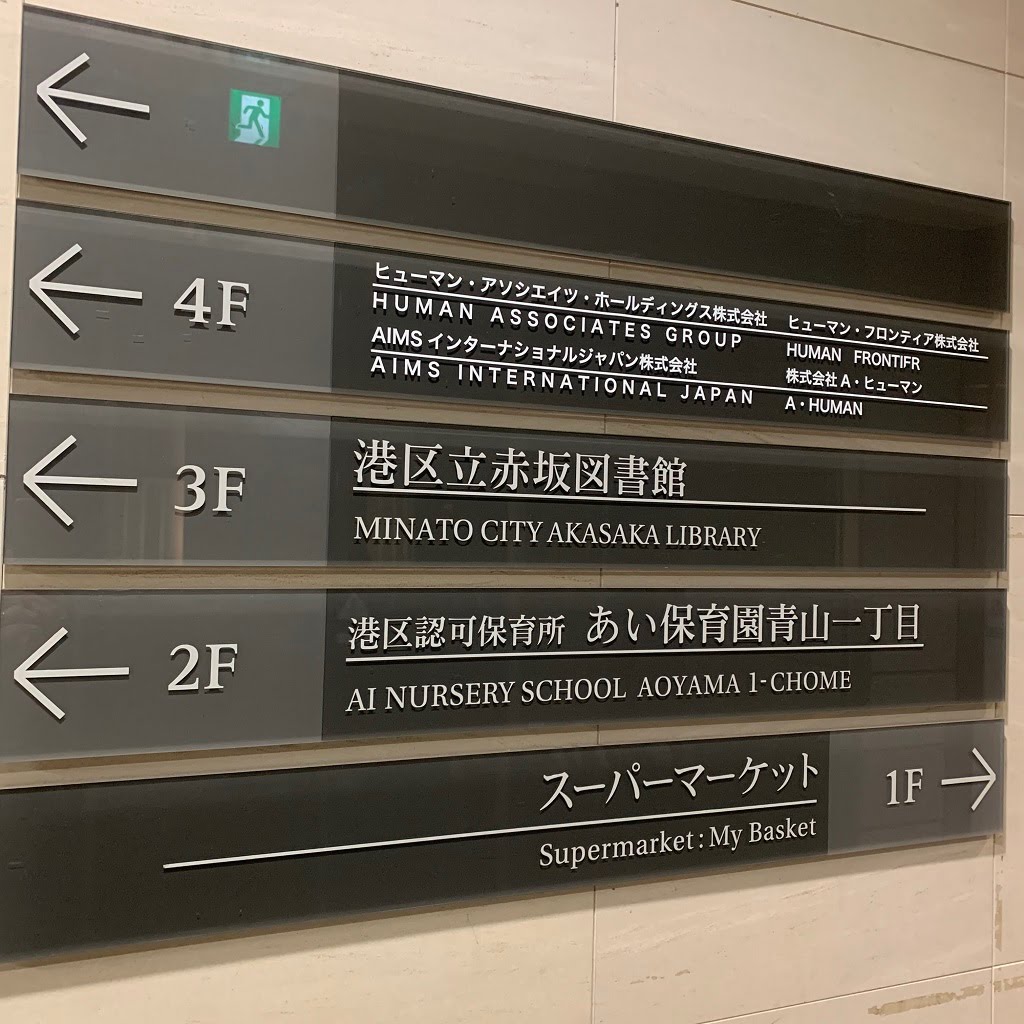 4F
ヒューマン・アソシエイツ・ホールディングス株式会社
HUMAN ASSOCIATES GROUP
AIMSインターナショナルジャパン株式会社
AIMS INTERNATIONAL JAPAN
ヒューマン・フロンティア株式会社
HUMAN FRONTIFR
株式会社A・ヒューマン
A・HUMAN
3F
港区立赤坂図書館
MINATO CITY AKASAKA LIBRARY
2F
港区認可保育所 あい保育園青山一丁目
AI NURSERY SCHOOL AOYAMA 1-CHOME
スーパーマーケット
Supermarket : My Basket
1F